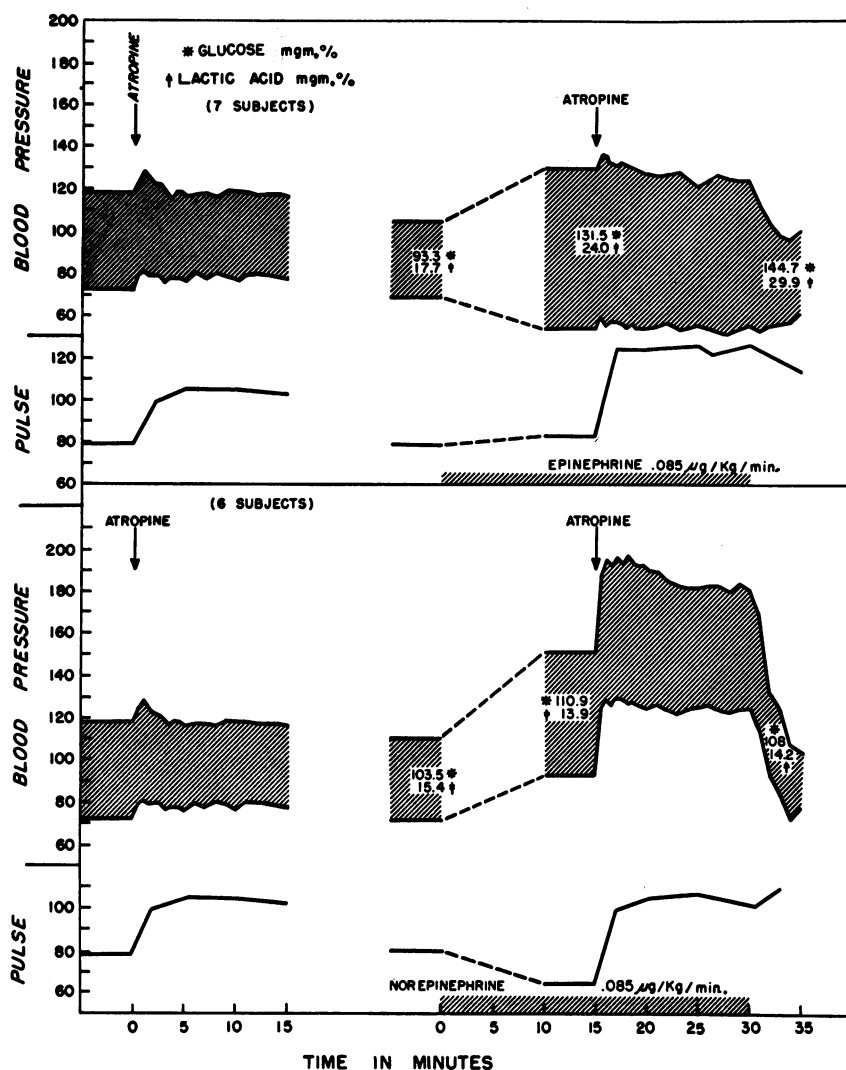 200
180
160
140
120
100
80
60
BLOOD PRESSURE
ATROPINE
* GLUCOSE mgm.%
† LACTIC ACID mgm.%
(7 SUBJECTS)
ATROPINE
93.3 *
17.7 †
131.5 *
24.0 †
144.7 *
29.9 †
120
100
80
60
PULSE
EPINEPHRINE .085 µg/Kg/min.
(6 SUBJECTS)
ATROPINE
ATROPINE
200
180
150
120
100
80
60
BLOOD PRESSURE
103.5 *
15.4 †
* 110.9
† 13.9
*
108
14.2
†
100
80
60
PULSE
NOREPINEPHRINE .085 µg/Kg/min.
0 5 10 15 0 10 15 20 25 30 35
TIME IN MINUTES